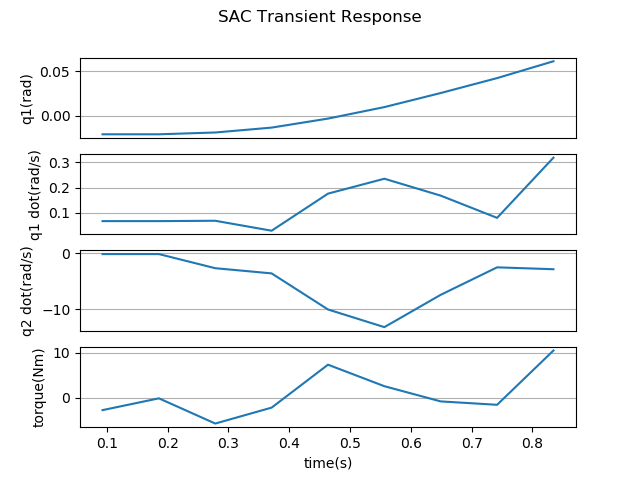 SAC Transient Response
q1(rad)
0.05
0.00
q1 dot(rad/s)
0.3
0.2
0.1
q2 dot(rad/s)
0
−10
torque(Nm)
10
0
0.1 0.2 0.3 0.4 0.5 0.6 0.7 0.8
time(s)